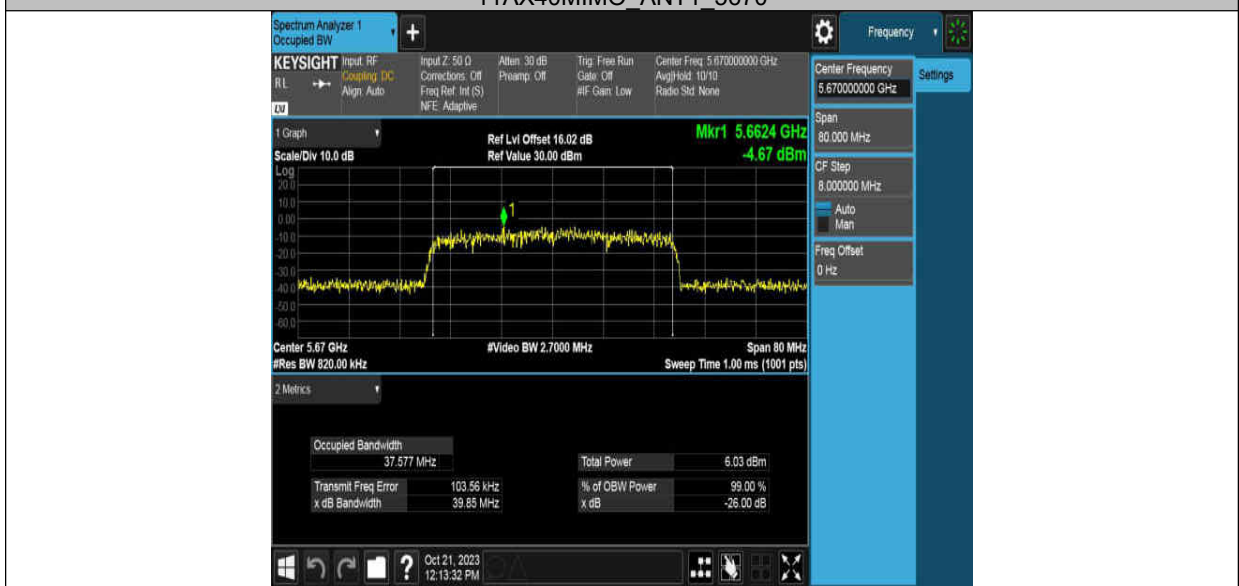 11AX40MIMO_ANT1_5670
Spectrum Analyzer 1
Occupied BW
+
Frequency
KEYSIGHT
Input: RF
Coupling: DC
Align: Auto
RL
LXI
Input Z: 50 Ω
Corrections: Off
Freq Ref: Int (S)
NFE: Adaptive
Atten: 30 dB
Preamp: Off
Trig: Free Run
Gate: Off
#IF Gain: Low
Center Freq: 5.670000000 GHz
Avg|Hold: 10/10
Radio Std: None
Center Frequency
5.670000000 GHz
Settings
Span
80.000 MHz
CF Step
8.000000 MHz
Auto
Man
Freq Offset
0 Hz
1 Graph
Scale/Div 10.0 dB
Ref Lvl Offset 16.02 dB
Ref Value 30.00 dBm
Mkr1 5.6624 GHz
-4.67 dBm
Log
20.0
10.0
0.00
-10.0
-20.0
-30.0
-40.0
-50.0
-60.0
1
Center 5.67 GHz
#Res BW 820.00 kHz
#Video BW 2.7000 MHz
Span 80 MHz
Sweep Time 1.00 ms (1001 pts)
2 Metrics
Occupied Bandwidth
37.577 MHz
Total Power 6.03 dBm
Transmit Freq Error 103.56 kHz
% of OBW Power 99.00 %
x dB Bandwidth 39.85 MHz
x dB -26.00 dB
?
Oct 21, 2023
12:13:32 PM